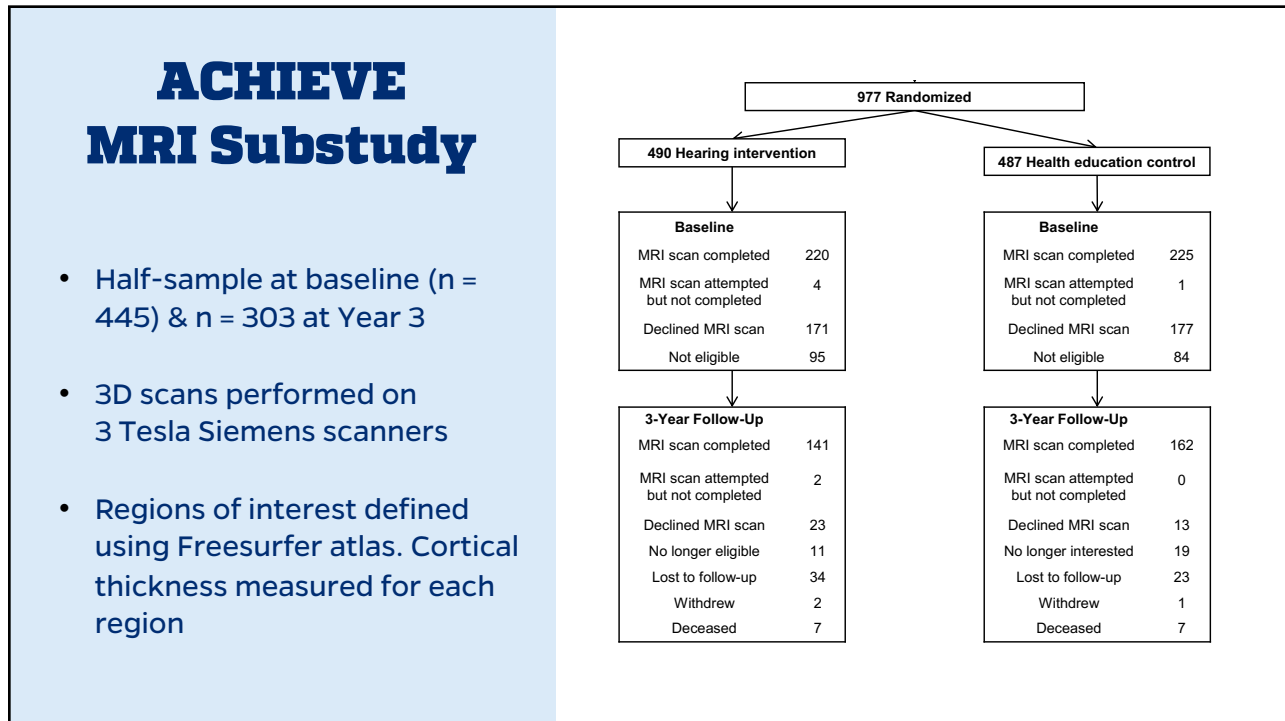 ACHIEVE
MRI Substudy
• Half-sample at baseline (n =
445) & n = 303 at Year 3
• 3D scans performed on
3 Tesla Siemens scanners
• Regions of interest defined
using Freesurfer atlas. Cortical
thickness measured for each
region
977 Randomized
490 Hearing intervention
Baseline
MRI scan completed 220
MRI scan attempted
but not completed 4
Declined MRI scan 171
Not eligible 95
3-Year Follow-Up
MRI scan completed 141
MRI scan attempted
but not completed 2
Declined MRI scan 23
No longer eligible 11
Lost to follow-up 34
Withdrew 2
Deceased 7
487 Health education control
Baseline
MRI scan completed 225
MRI scan attempted
but not completed 1
Declined MRI scan 177
Not eligible 84
3-Year Follow-Up
MRI scan completed 162
MRI scan attempted
but not completed 0
Declined MRI scan 13
No longer interested 19
Lost to follow-up 23
Withdrew 1
Deceased 7